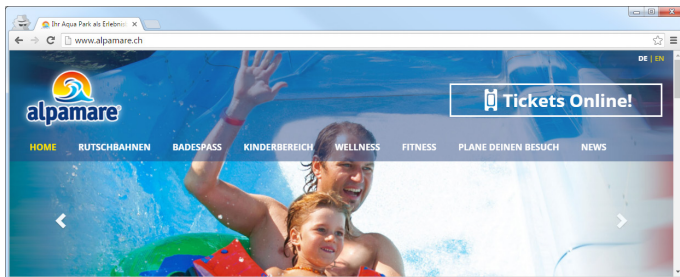 Ihr Aqua Park als Erlebnis
www.alpamare.ch
DE | EN
alpamare
Tickets Online!
HOME RUTSCHBAHNEN BADESPASS KINDERBEREICH WELLNESS FITNESS PLANE DEINEN BESUCH NEWS